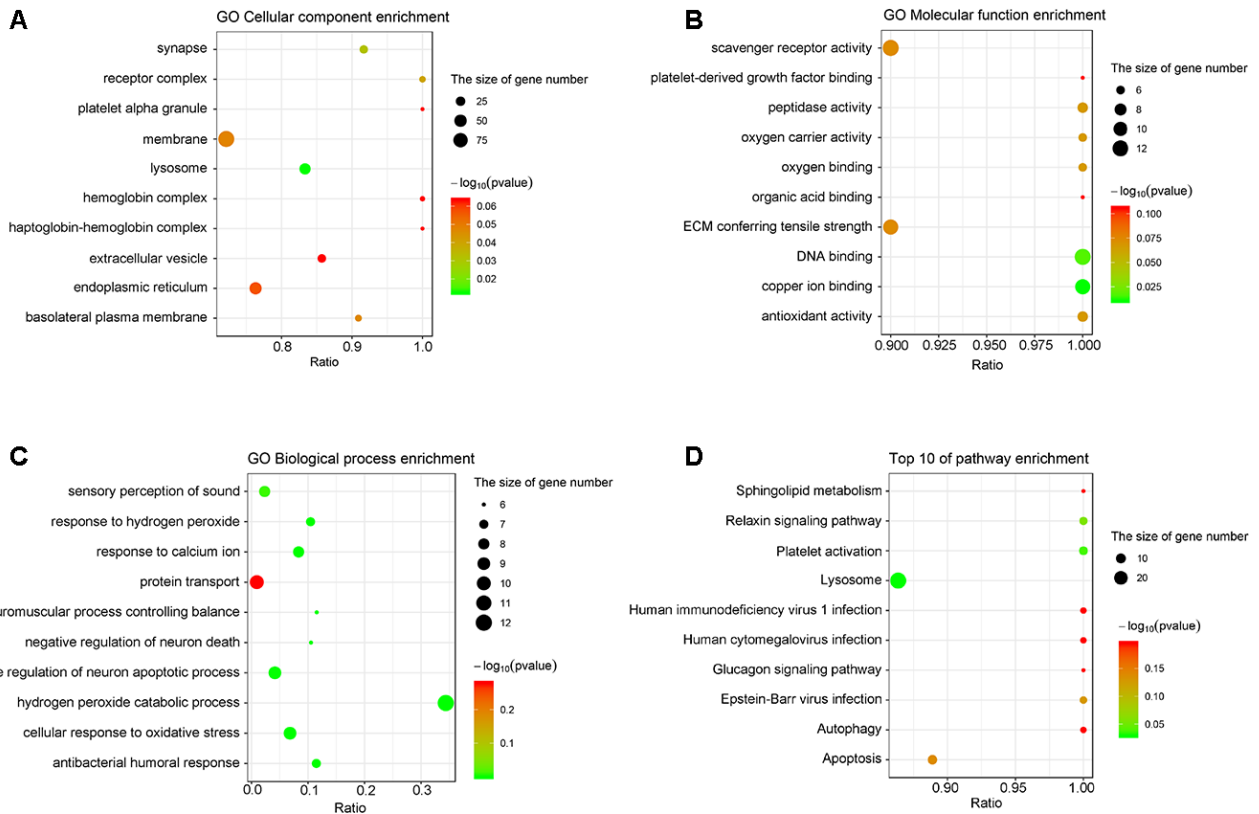 A
GO Cellular component enrichment
synapse
receptor complex
platelet alpha granule
membrane
lysosome
hemoglobin complex
haptoglobin-hemoglobin complex
extracellular vesicle
endoplasmic reticulum
basolateral plasma membrane
0.8 0.9 1.0
Ratio
The size of gene number
25
50
75
−log10(pvalue)
0.06
0.04
0.04
0.02
B
GO Molecular function enrichment
scavenger receptor activity
platelet-derived growth factor binding
peptidase activity
oxygen carrier activity
oxygen binding
organic acid binding
ECM conferring tensile strength
DNA binding
copper ion binding
antioxidant activity
0.900 0.925 0.950 0.975 1.000
Ratio
The size of gene number
6
8
10
12
−log10(pvalue)
0.100
0.075
0.050
0.025
C
GO Biological process enrichment
sensory perception of sound
response to hydrogen peroxide
response to calcium ion
protein transport
uromuscular process controlling balance
negative regulation of neuron death
e regulation of neuron apoptotic process
hydrogen peroxide catabolic process
cellular response to oxidative stress
antibacterial humoral response
0.0 0.1 0.2 0.3
Ratio
The size of gene number
6
7
8
9
10
11
12
−log10(pvalue)
0.2
0.1
D
Top 10 of pathway enrichment
Sphingolipid metabolism
Relaxin signaling pathway
Platelet activation
Lysosome
Human immunodeficiency virus 1 infection
Human cytomegalovirus infection
Glucagon signaling pathway
Epstein-Barr virus infection
Autophagy
Apoptosis
0.90 0.95 1.00
Ratio
The size of gene number
10
20
−log10(pvalue)
0.15
0.10
0.05